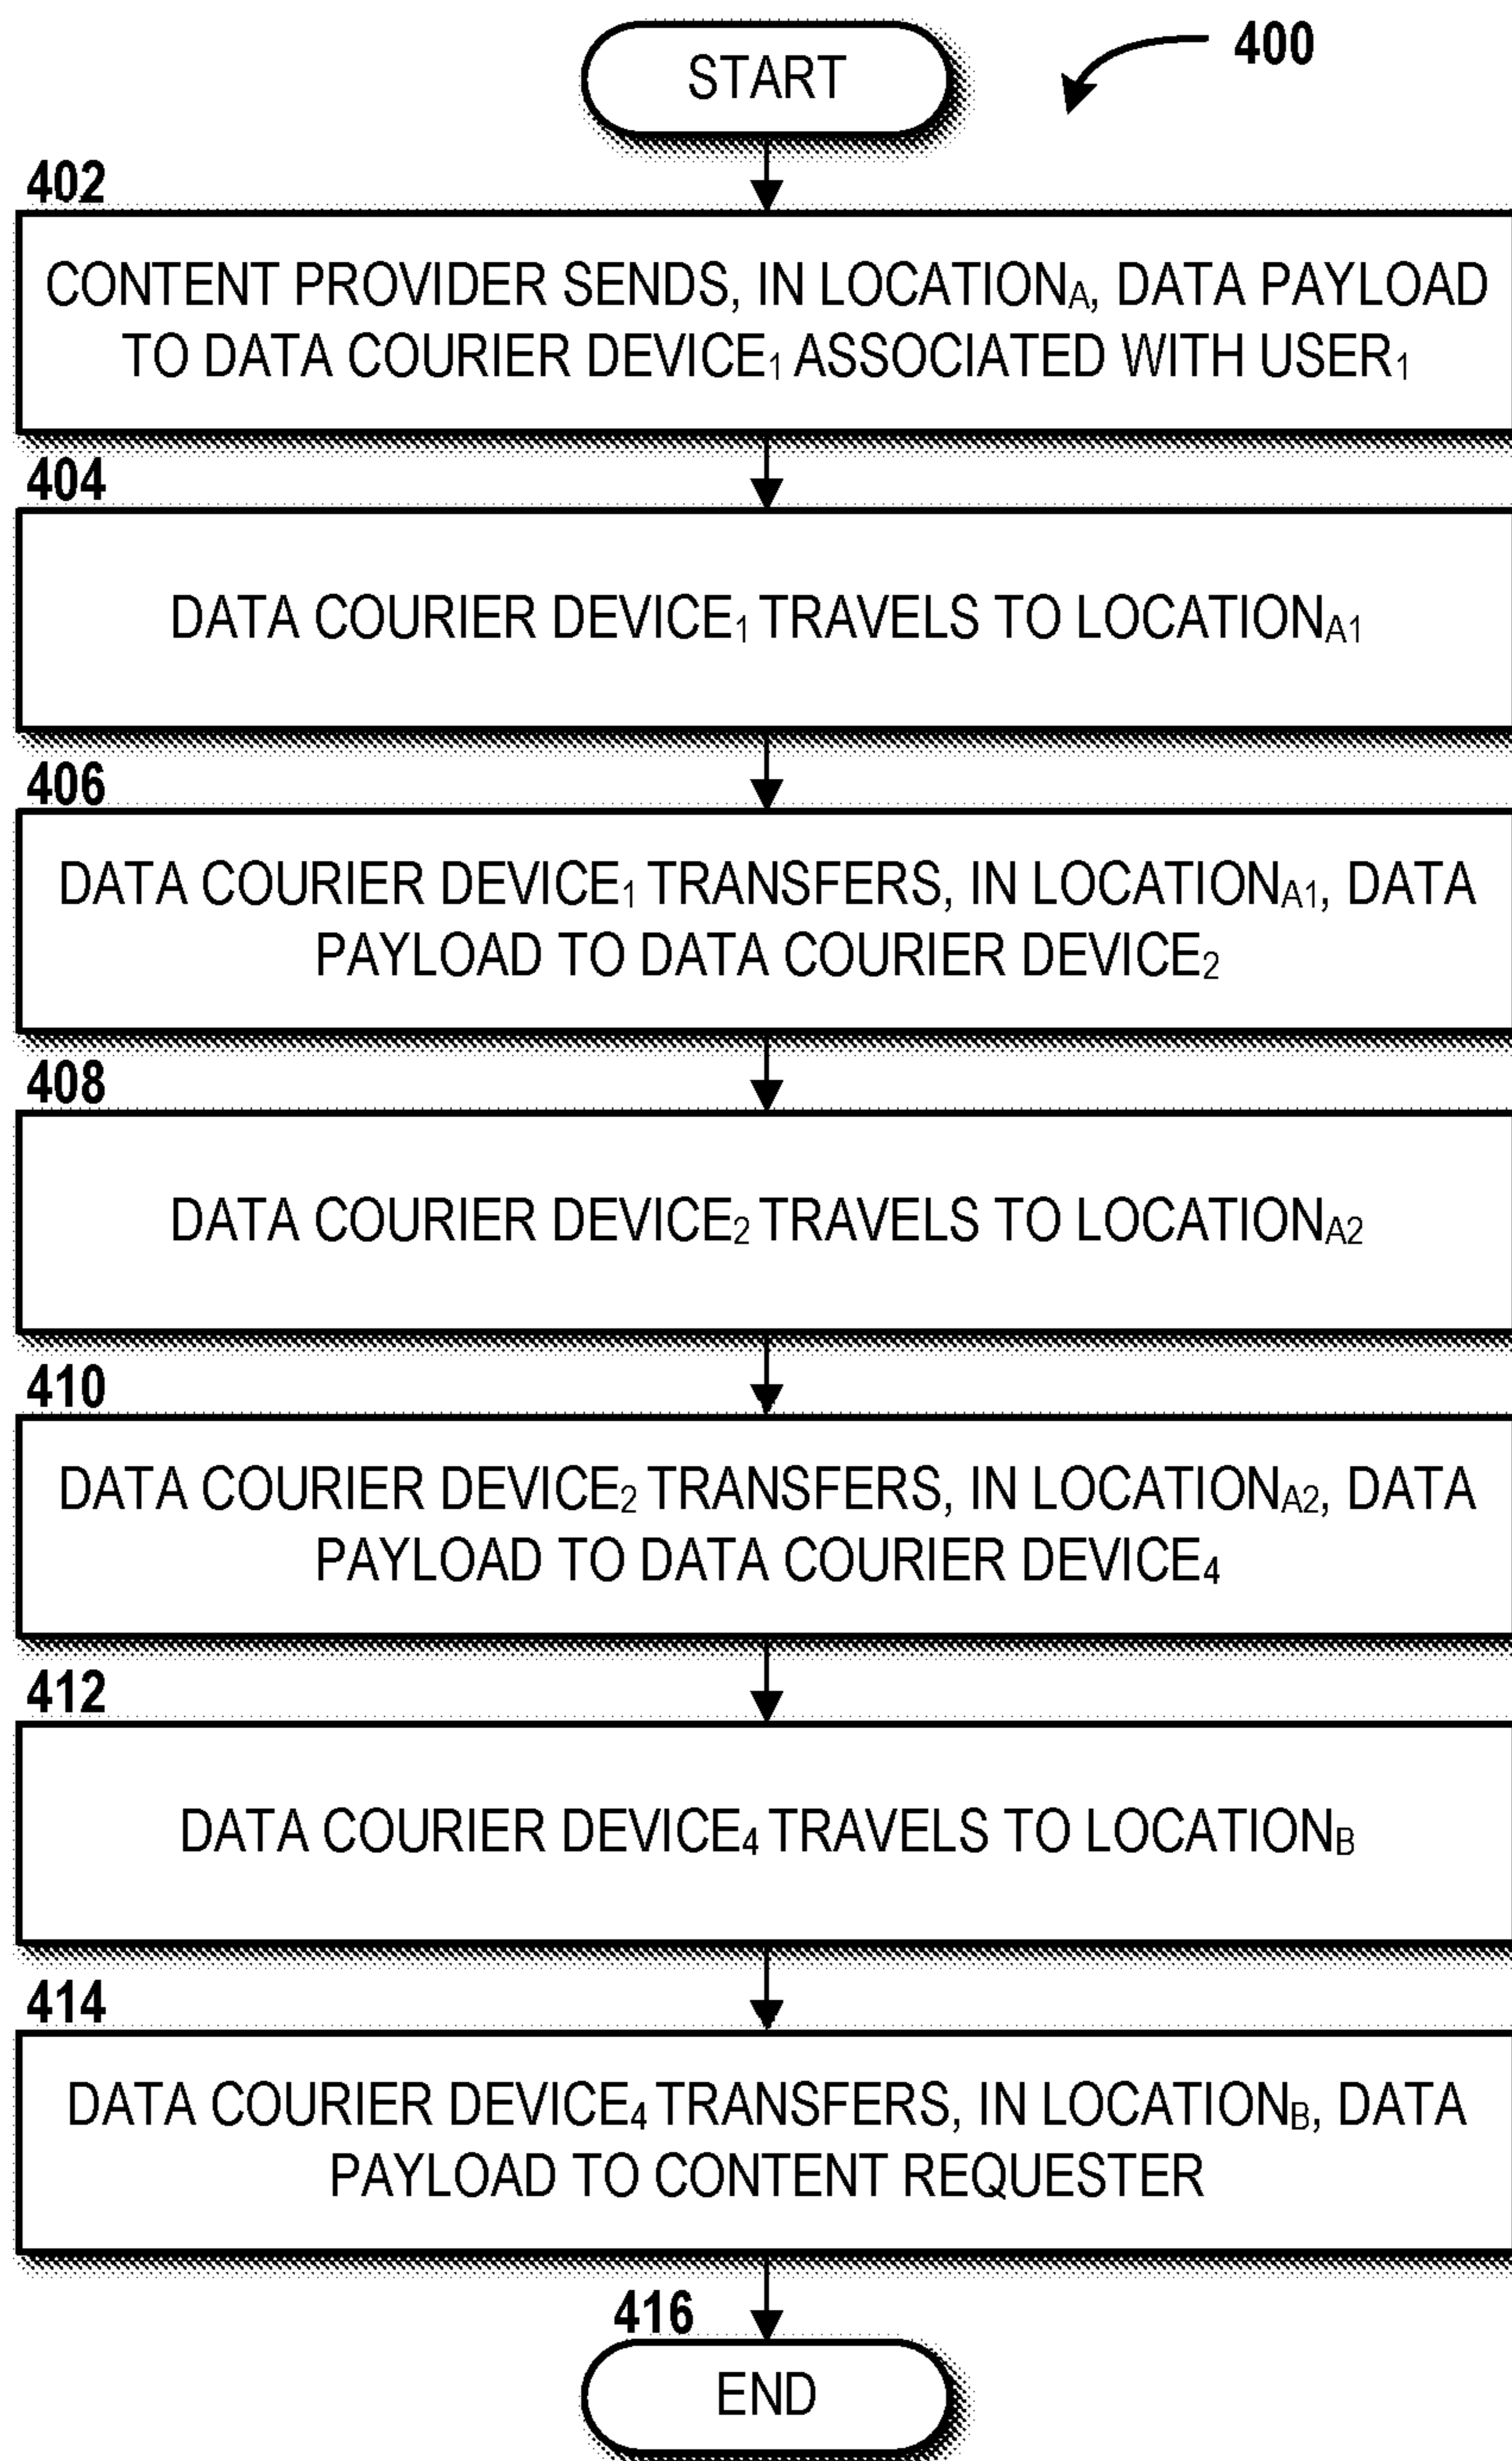 START
400
402
CONTENT PROVIDER SENDS, IN LOCATIONA, DATA PAYLOAD
TO DATA COURIER DEVICE1 ASSOCIATED WITH USER1
404
DATA COURIER DEVICE1 TRAVELS TO LOCATIONA1
406
DATA COURIER DEVICE1 TRANSFERS, IN LOCATIONA1, DATA
PAYLOAD TO DATA COURIER DEVICE2
408
DATA COURIER DEVICE2 TRAVELS TO LOCATIONA2
410
DATA COURIER DEVICE2 TRANSFERS, IN LOCATIONA2, DATA
PAYLOAD TO DATA COURIER DEVICE4
412
DATA COURIER DEVICE4 TRAVELS TO LOCATIONB
414
DATA COURIER DEVICE4 TRANSFERS, IN LOCATIONB, DATA
PAYLOAD TO CONTENT REQUESTER
416
END